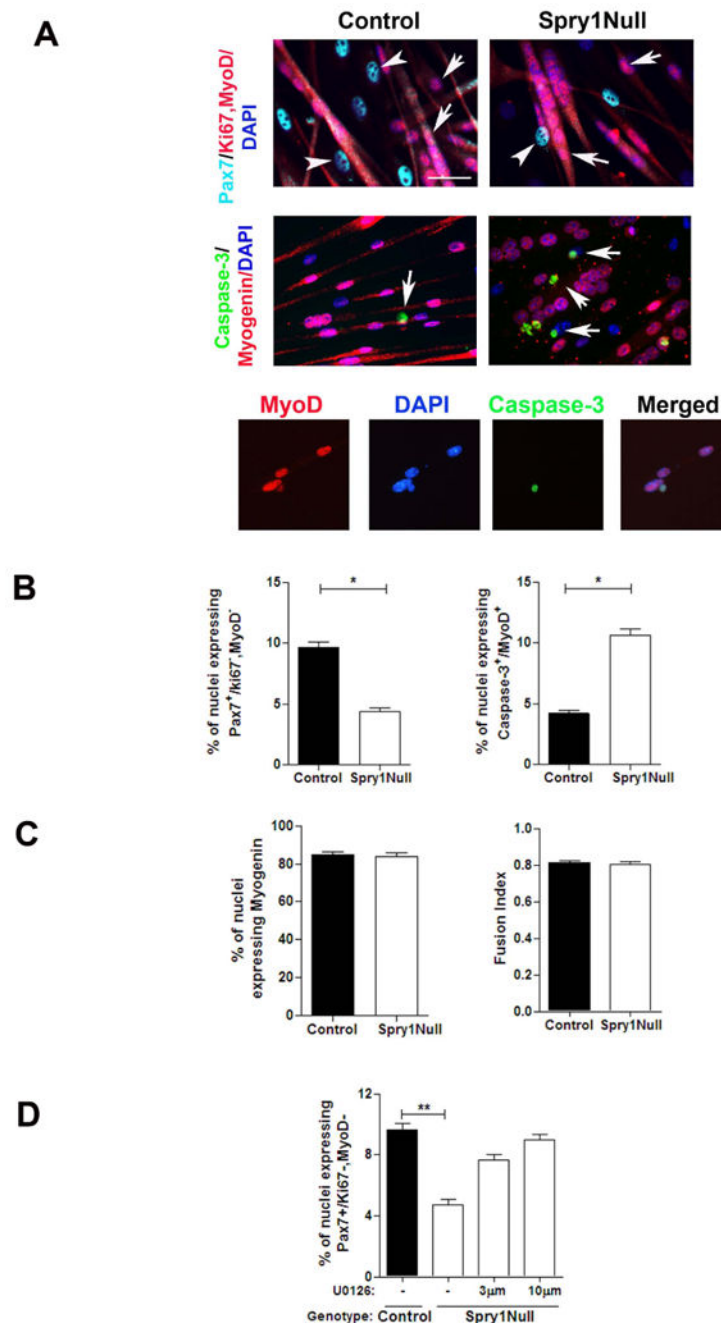 A
Control
Spry1Null
Pax7/Ki67,MyoD/
DAPI
Caspase-3/
Myogenin/DAPI
MyoD
DAPI
Caspase-3
Merged
B
% of nuclei expressing
Pax7+/ki67-,MyoD-
15
10
5
0
*
Control
Spry1Null
% of nuclei expressing
Caspase-3+/MyoD+
15
10
5
0
*
Control
Spry1Null
C
% of nuclei
expressing Myogenin
100
80
60
40
20
0
Control
Spry1Null
Fusion Index
1.0
0.8
0.6
0.4
0.2
0.0
Control
Spry1Null
D
% of nuclei expressing
Pax7+/Ki67-,MyoD-
12
8
4
**
U0126:
-
-
3µm
10µm
Genotype:
Control
Spry1Null